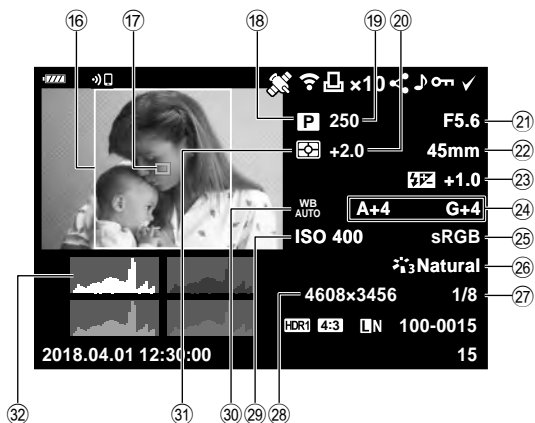 ⑯ ⑰ ⑱ ⑲ ⑳
×10
P 250 F5.6 ㉑
+2.0 45mm ㉒
+1.0 ㉓
WB AUTO A+4 G+4 ㉔
ISO 400 sRGB ㉕
3 Natural ㉖
4608×3456 1/8 ㉗
HDR1 4:3 LN 100-0015
2018.04.01 12:30:00 15
㉜ ㉛ ㉚ ㉙ ㉘